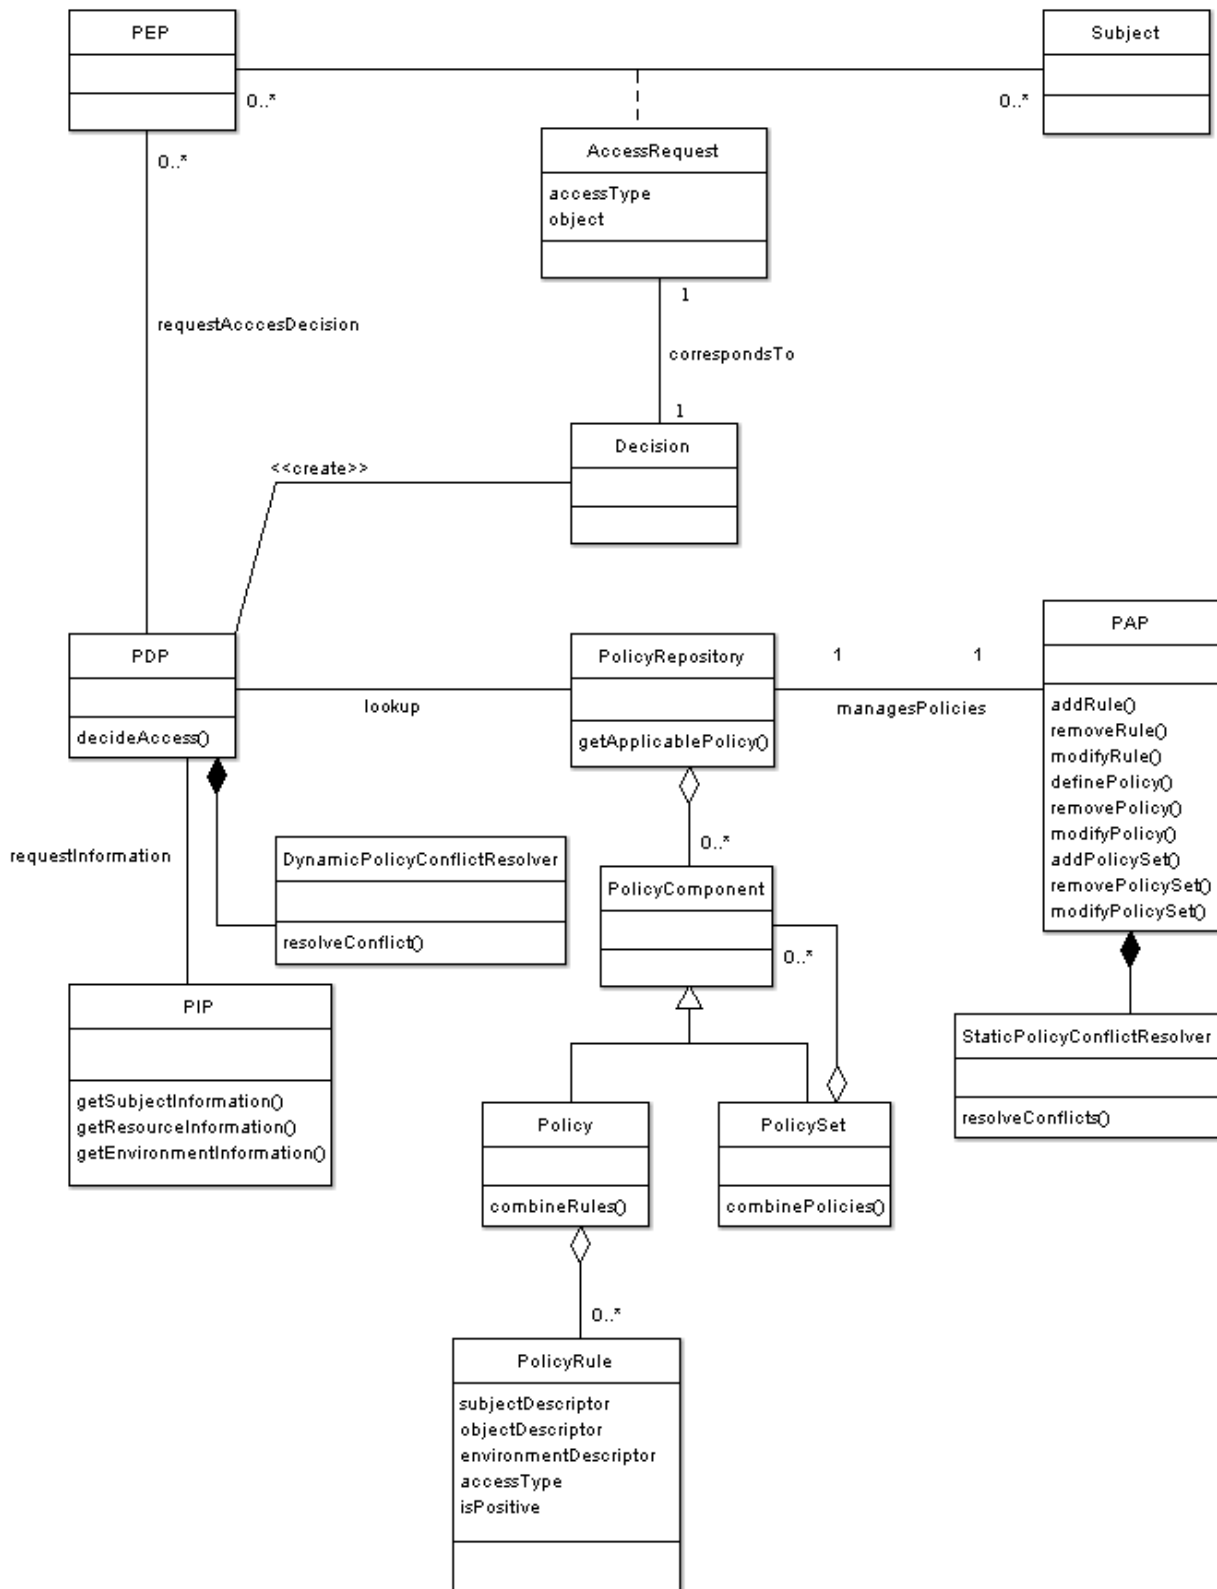 PEP
Subject
0..*
0..*
0..*
AccessRequest
accessType
object
1
requestAcccesDecision
correspondsTo
1
Decision
<<create>>
PDP
decideAccess()
lookup
PolicyRepository
getApplicablePolicy()
1
1
managesPolicies
PAP
addRule()
removeRule()
modifyRule()
definePolicy()
removePolicy()
modifyPolicy()
addPolicySet()
removePolicySet()
modifyPolicySet()
requestInformation
DynamicPolicyConflictResolver
resolveConflict()
0..*
PolicyComponent
0..*
PIP
getSubjectInformation()
getResourceInformation()
getEnvironmentInformation()
StaticPolicyConflictResolver
resolveConflicts()
Policy
combineRules()
PolicySet
combinePolicies()
0..*
PolicyRule
subjectDescriptor
objectDescriptor
environmentDescriptor
accessType
isPositive